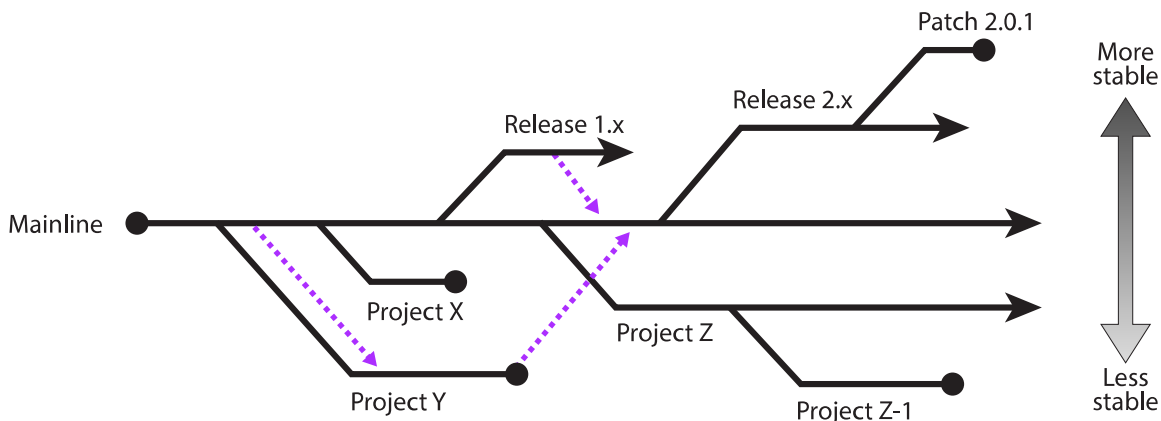 Patch 2.0.1
More
stable
Release 2.x
Release 1.x
Mainline
Project X
Project Z
Project Y
Project Z-1
Less
stable